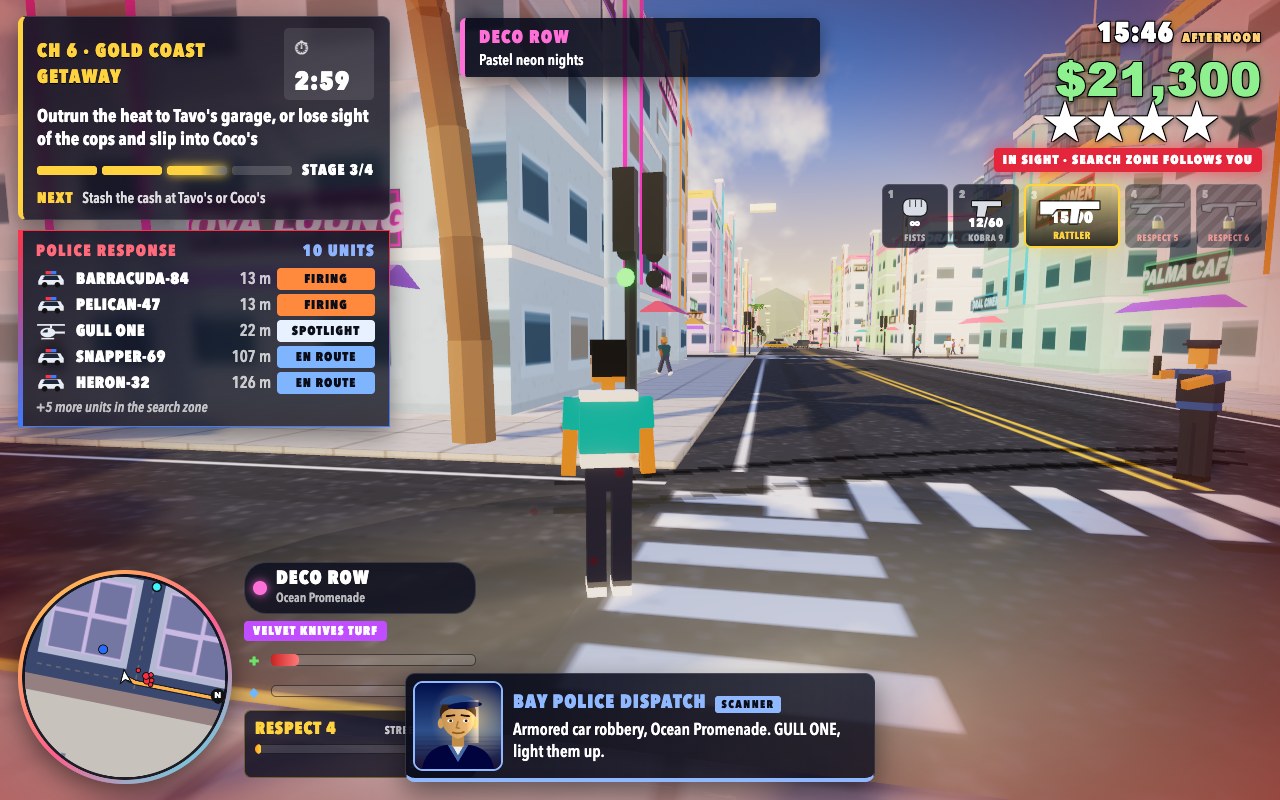 CH 6 · GOLD COAST
GETAWAY
2:59
Outrun the heat to Tavo's garage, or lose sight
of the cops and slip into Coco's
STAGE 3/4
NEXT Stash the cash at Tavo's or Coco's
POLICE RESPONSE 10 UNITS
BARRACUDA-84 13 m FIRING
PELICAN-47 13 m FIRING
GULL ONE 22 m SPOTLIGHT
SNAPPER-69 107 m EN ROUTE
HERON-32 126 m EN ROUTE
+5 more units in the search zone
DECO ROW
Pastel neon nights
15:46 AFTERNOON
$21,300
IN SIGHT · SEARCH ZONE FOLLOWS YOU
1 ∞ FISTS
2 12/60 KOBRA 9
3 15/0 RATTLER
4 RESPECT 5
5 RESPECT 6
DINER
PALMA CAFE
LOUNGE
DECO ROW
Ocean Promenade
VELVET KNIVES TURF
N
RESPECT 4
BAY POLICE DISPATCH SCANNER
Armored car robbery, Ocean Promenade. GULL ONE,
light them up.